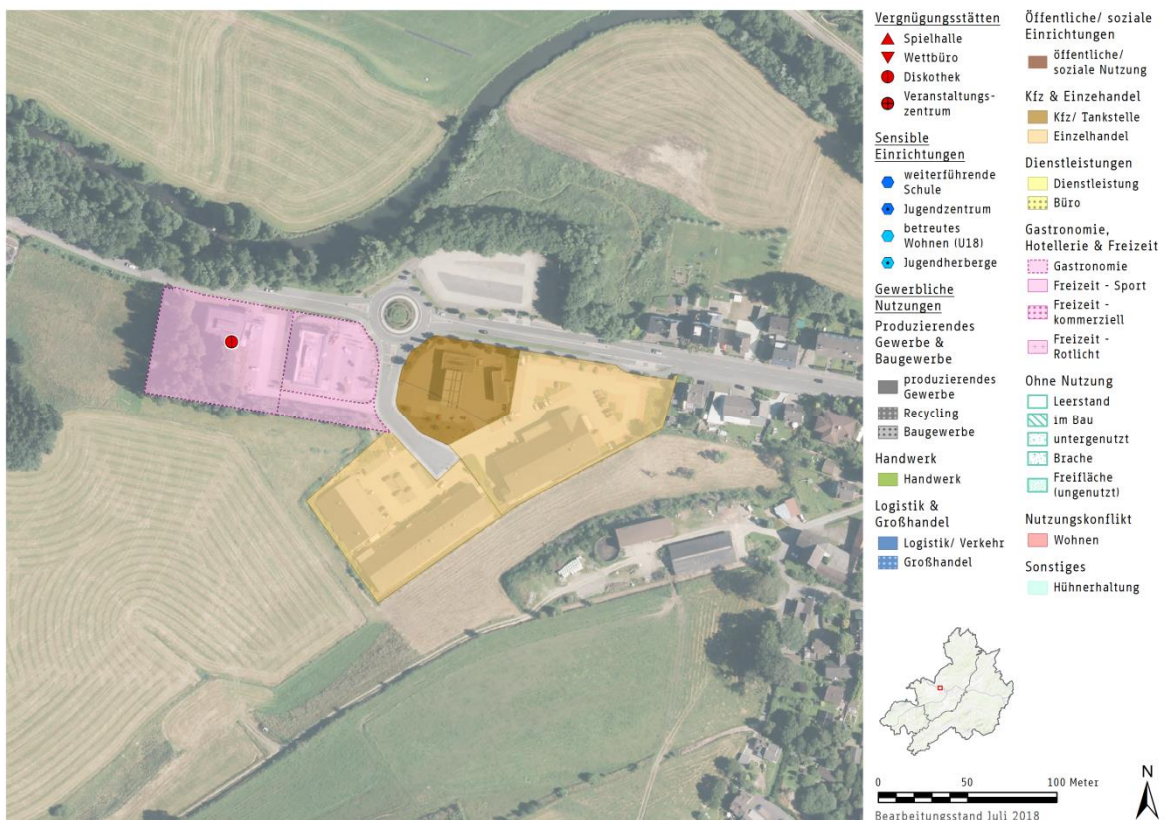 Vergnügungsstätten
Spielhalle
Wettbüro
Diskothek
Veranstaltungs-
zentrum
Sensible
Einrichtungen
weiterführende
Schule
Jugendzentrum
betreutes
Wohnen (U18)
Jugendherberge
Gewerbliche
Nutzungen
Produzierendes
Gewerbe &
Baugewerbe
produzierendes
Gewerbe
Recycling
Baugewerbe
Handwerk
Handwerk
Logistik &
Großhandel
Logistik/ Verkehr
Großhandel
Öffentliche/ soziale
Einrichtungen
öffentliche/
soziale Nutzung
Kfz & Einzehandel
Kfz/ Tankstelle
Einzelhandel
Dienstleistungen
Dienstleistung
Büro
Gastronomie,
Hotellerie & Freizeit
Gastronomie
Freizeit - Sport
Freizeit -
kommerziell
Freizeit -
Rotlicht
Ohne Nutzung
Leerstand
im Bau
untergenutzt
Brache
Freifläche
(ungenutzt)
Nutzungskonflikt
Wohnen
Sonstiges
Hühnerhaltung
0 50 100 Meter
N
Bearbeitungsstand Juli 2018